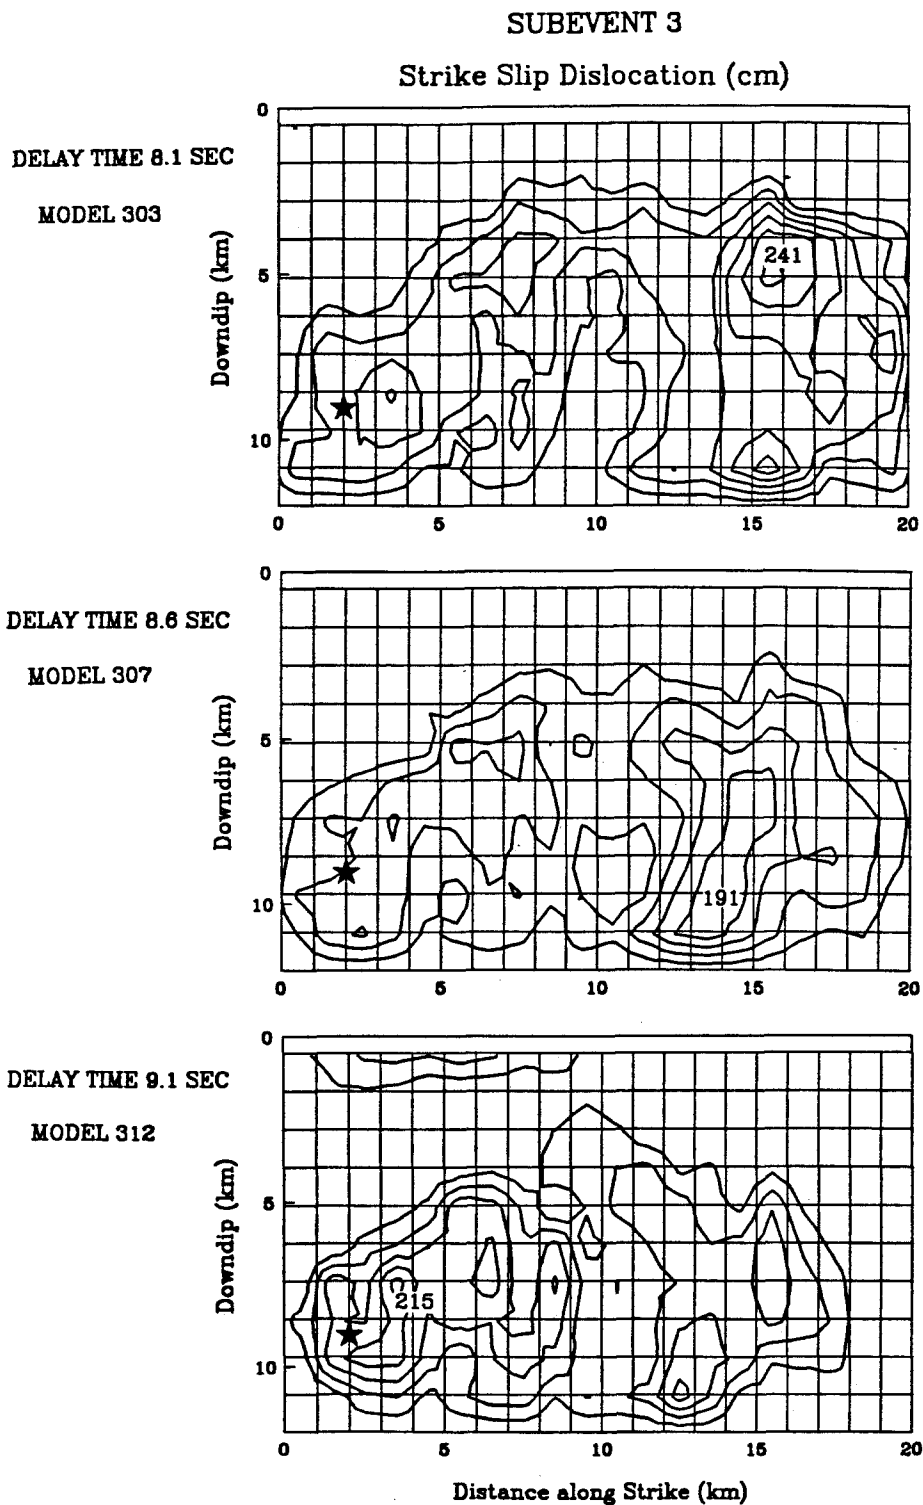 SUBEVENT 3
Strike Slip Dislocation (cm)
DELAY TIME 8.1 SEC
MODEL 303
Downdip (km)
0
5
10
241
0 5 10 15 20
DELAY TIME 8.6 SEC
MODEL 307
Downdip (km)
0
5
10
191
0 5 10 15 20
DELAY TIME 9.1 SEC
MODEL 312
Downdip (km)
0
5
10
215
0 5 10 15 20
Distance along Strike (km)